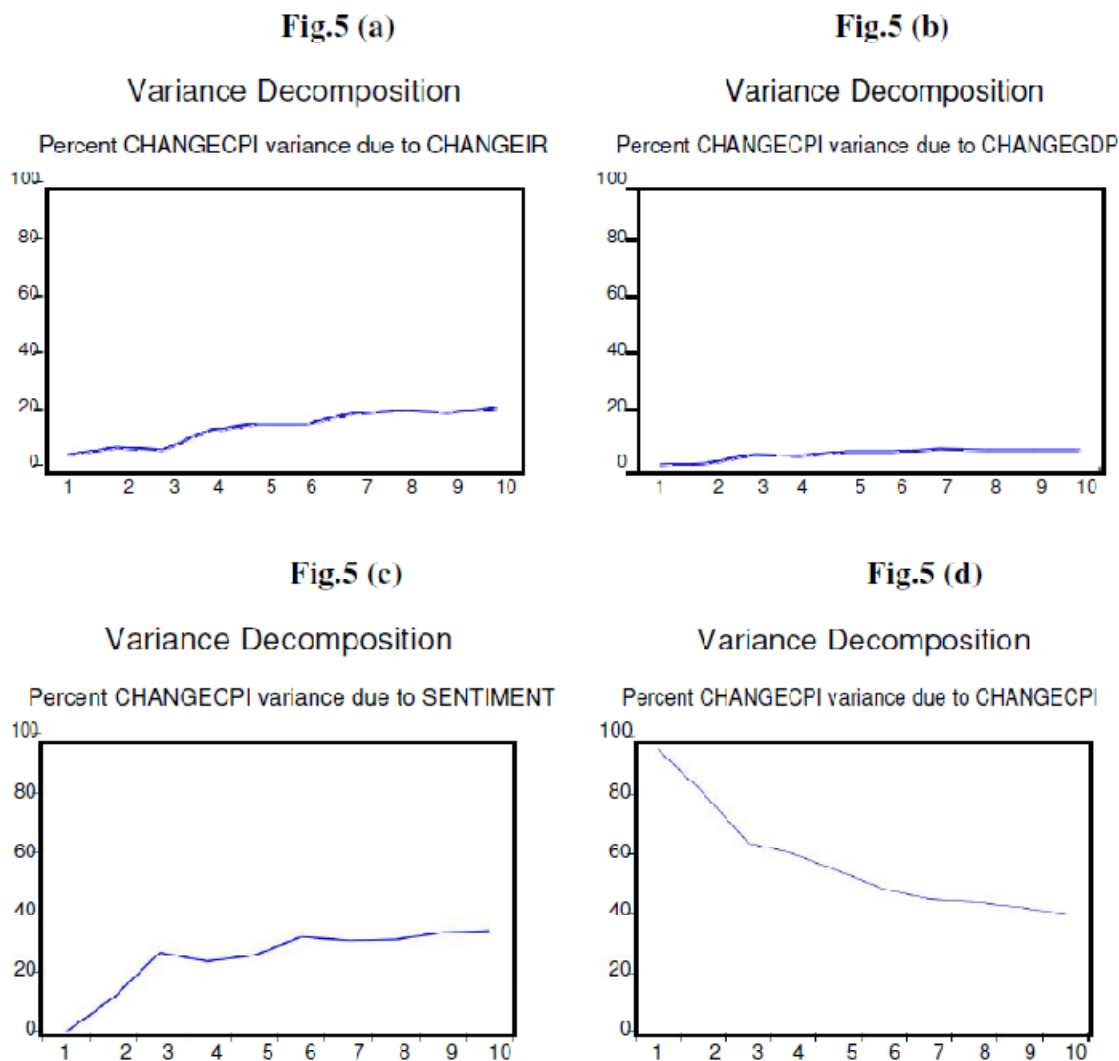 Fig.5 (a)
Variance Decomposition
Percent CHANGECPI variance due to CHANGEIR
100
80
60
40
20
0
1 2 3 4 5 6 7 8 9 10
Fig.5 (b)
Variance Decomposition
Percent CHANGECPI variance due to CHANGEGDP
100
80
60
40
20
0
1 2 3 4 5 6 7 8 9 10
Fig.5 (c)
Variance Decomposition
Percent CHANGECPI variance due to SENTIMENT
100
80
60
40
20
0
1 2 3 4 5 6 7 8 9 10
Fig.5 (d)
Variance Decomposition
Percent CHANGECPI variance due to CHANGECPI
100
80
60
40
20
0
1 2 3 4 5 6 7 8 9 10